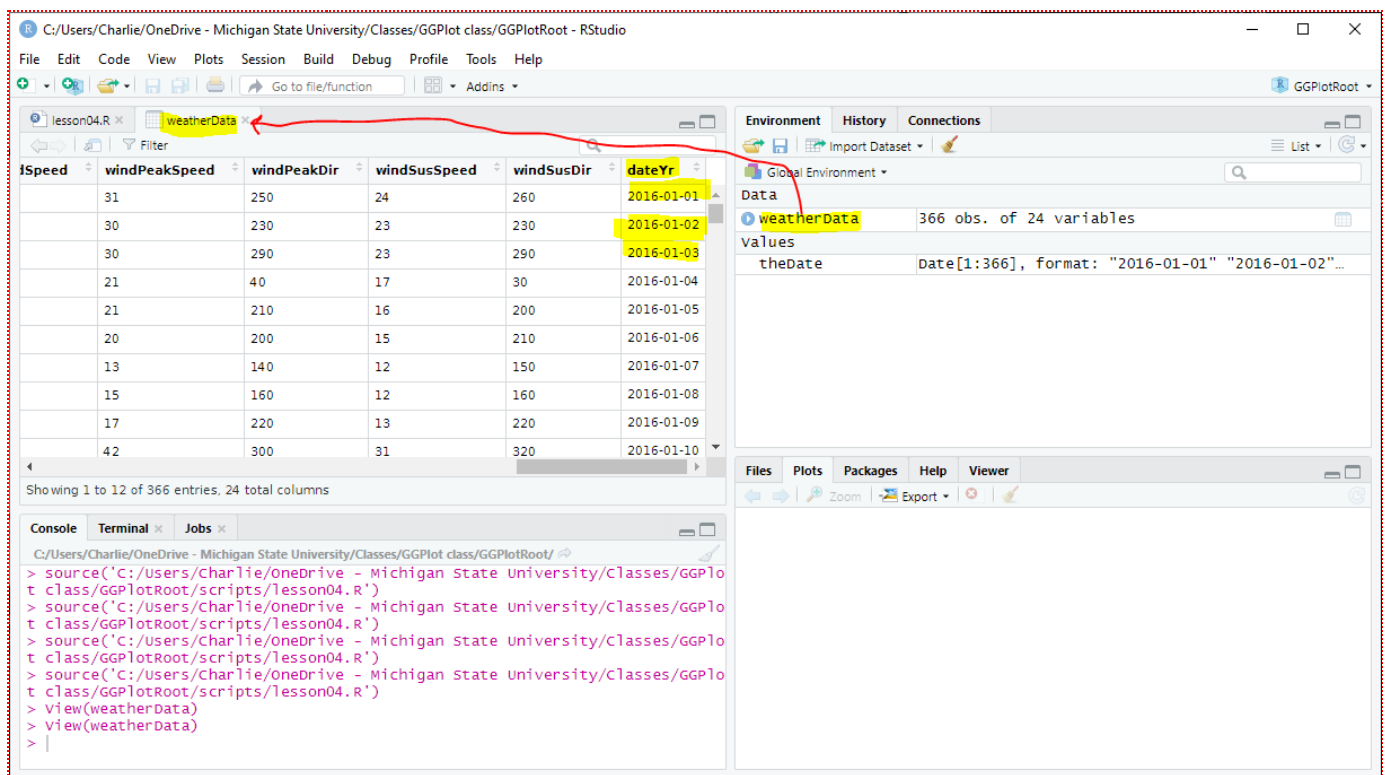 C:/Users/Charlie/OneDrive - Michigan State University/Classes/GGPlot class/GGPlotRoot - RStudio
File Edit Code View Plots Session Build Debug Profile Tools Help
Go to file/function Addins GGPlotRoot
lesson04.R weatherData
Filter
dSpeed windPeakSpeed windPeakDir windSusSpeed windSusDir dateYr
31 250 24 260 2016-01-01
30 230 23 230 2016-01-02
30 290 23 290 2016-01-03
21 40 17 30 2016-01-04
21 210 16 200 2016-01-05
20 200 15 210 2016-01-06
13 140 12 150 2016-01-07
15 160 12 160 2016-01-08
17 220 13 220 2016-01-09
42 300 31 320 2016-01-10
Showing 1 to 12 of 366 entries, 24 total columns
Console Terminal Jobs
C:/Users/Charlie/OneDrive - Michigan State University/Classes/GGPlot class/GGPlotRoot/
> source('C:/Users/Charlie/OneDrive - Michigan State University/Classes/GGPlo
t class/GGPlotRoot/scripts/lesson04.R')
> source('C:/Users/Charlie/OneDrive - Michigan State University/Classes/GGPlo
t class/GGPlotRoot/scripts/lesson04.R')
> source('C:/Users/Charlie/OneDrive - Michigan State University/Classes/GGPlo
t class/GGPlotRoot/scripts/lesson04.R')
> source('C:/Users/Charlie/OneDrive - Michigan State University/Classes/GGPlo
t class/GGPlotRoot/scripts/lesson04.R')
> View(weatherData)
> View(weatherData)
>
Environment History Connections
Import Dataset List
Global Environment
Data
weatherData 366 obs. of 24 variables
Values
theDate Date[1:366], format: "2016-01-01" "2016-01-02"…
Files Plots Packages Help Viewer
Zoom Export